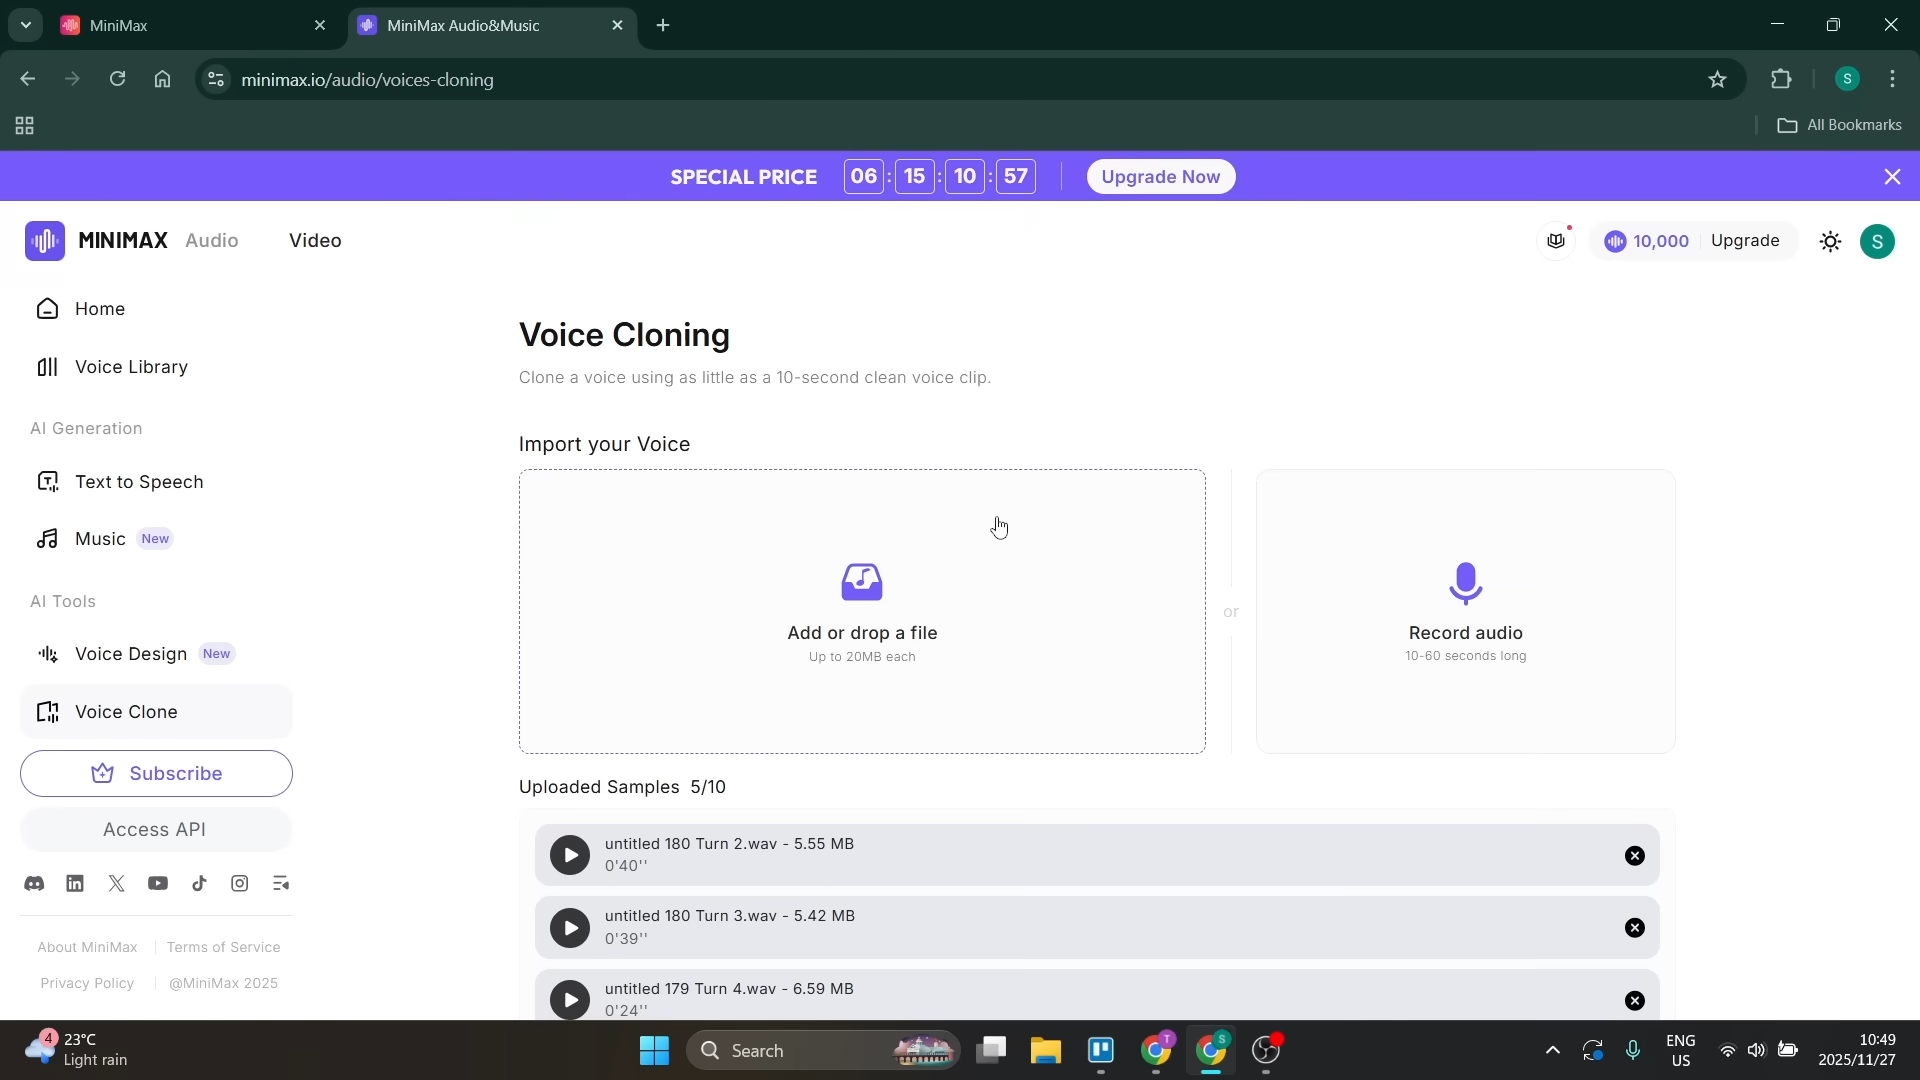 MiniMax
MiniMax Audio&Music
minimax.io/audio/voices-cloning
S
All Bookmarks
SPECIAL PRICE 06 : 15 : 10 : 57 Upgrade Now
MINIMAX Audio Video
10,000 Upgrade S
Home
Voice Library
AI Generation
Text to Speech
Music New
AI Tools
Voice Design New
Voice Clone
Subscribe
Access API
About MiniMax Terms of Service
Privacy Policy @MiniMax 2025
Voice Cloning
Clone a voice using as little as a 10-second clean voice clip.
Import your Voice
Add or drop a file
Up to 20MB each
or
Record audio
10-60 seconds long
Uploaded Samples 5/10
untitled 180 Turn 2.wav - 5.55 MB
0'40''
untitled 180 Turn 3.wav - 5.42 MB
0'39''
untitled 179 Turn 4.wav - 6.59 MB
0'24''
4
23°C
Light rain
Search
T
S
ENG
US
10:49
2025/11/27